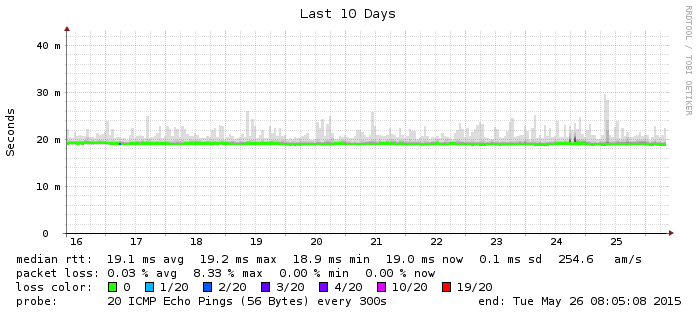 Last 10 Days
RRDTOOL / TOBI OETIKER
Seconds
40 m
30 m
20 m
10 m
0
16 17 18 19 20 21 22 23 24 25
median rtt: 19.1 ms avg 19.2 ms max 18.9 ms min 19.0 ms now 0.1 ms sd 254.6 am/s
packet loss: 0.03 % avg 8.33 % max 0.00 % min 0.00 % now
loss color: 0 1/20 2/20 3/20 4/20 10/20 19/20
probe: 20 ICMP Echo Pings (56 Bytes) every 300s end: Tue May 26 08:05:08 2015